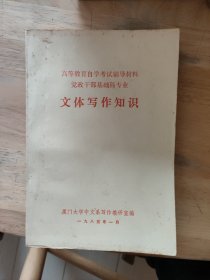 高等教育自学考试辅导材料
党政干部基础科专业
文体写作知识
厦门大学中文系写作教研室编
一九八五年一月